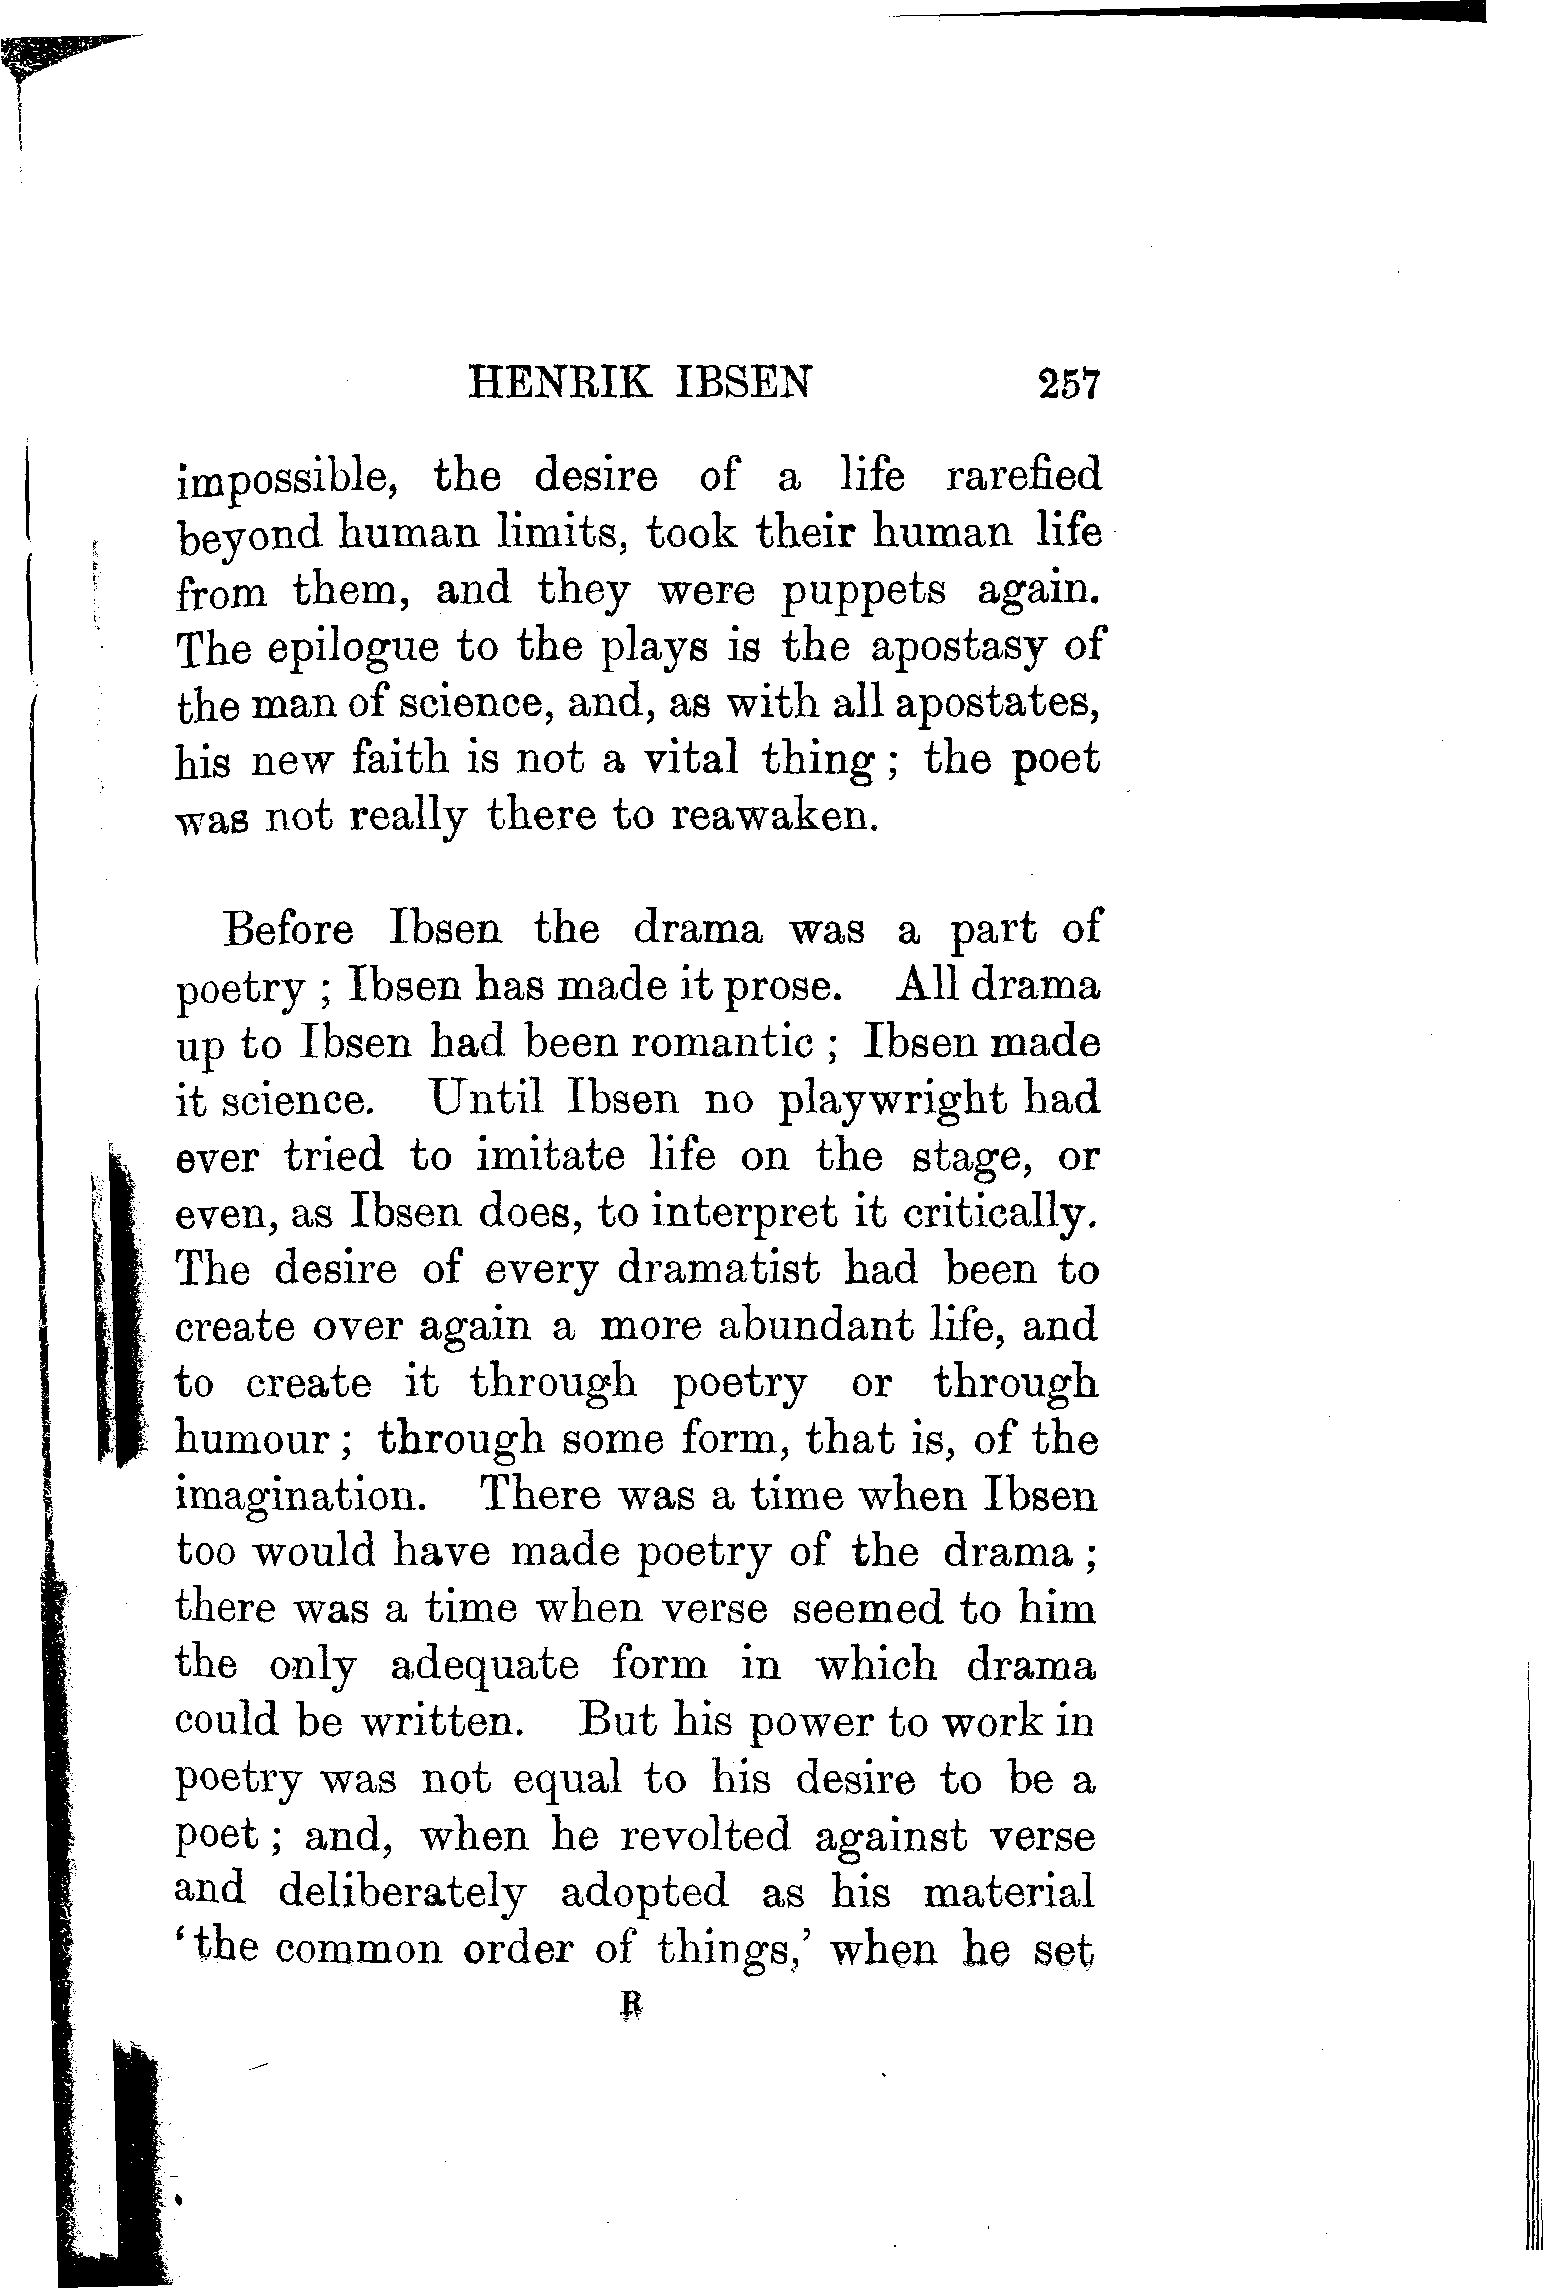 HENRIK IBSEN 257
impossible, the desire of a life rarefied
beyond human limits, took their human life
from them, and they were puppets again.
The epilogue to the plays is the apostasy of
the man of science, and, as with all apostates,
his new faith is not a vital thing ; the poet
was not really there to reawaken.
Before Ibsen the drama was a part of
poetry ; Ibsen has made it prose. All drama
up to Ibsen had been romantic ; Ibsen made
it science. Until Ibsen no playwright had
ever tried to imitate life on the stage, or
even, as Ibsen does, to interpret it critically.
The desire of every dramatist had been to
create over again a more abundant life, and
to create it through poetry or through
humour ; through some form, that is, of the
imagination. There was a time when Ibsen
too would have made poetry of the drama ;
there was a time when verse seemed to him
the only adequate form in which drama
could be written. But his power to work in
poetry was not equal to his desire to be a
poet ; and, when he revolted against verse
and deliberately adopted as his material
‘the common order of things,’ when he set
R